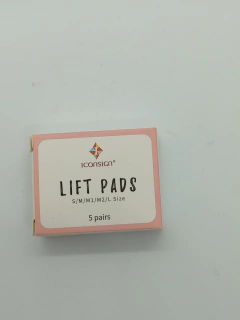 ICONSIGN®
LIFT PADS
S/M/M1/M2/L Size
5 pairs